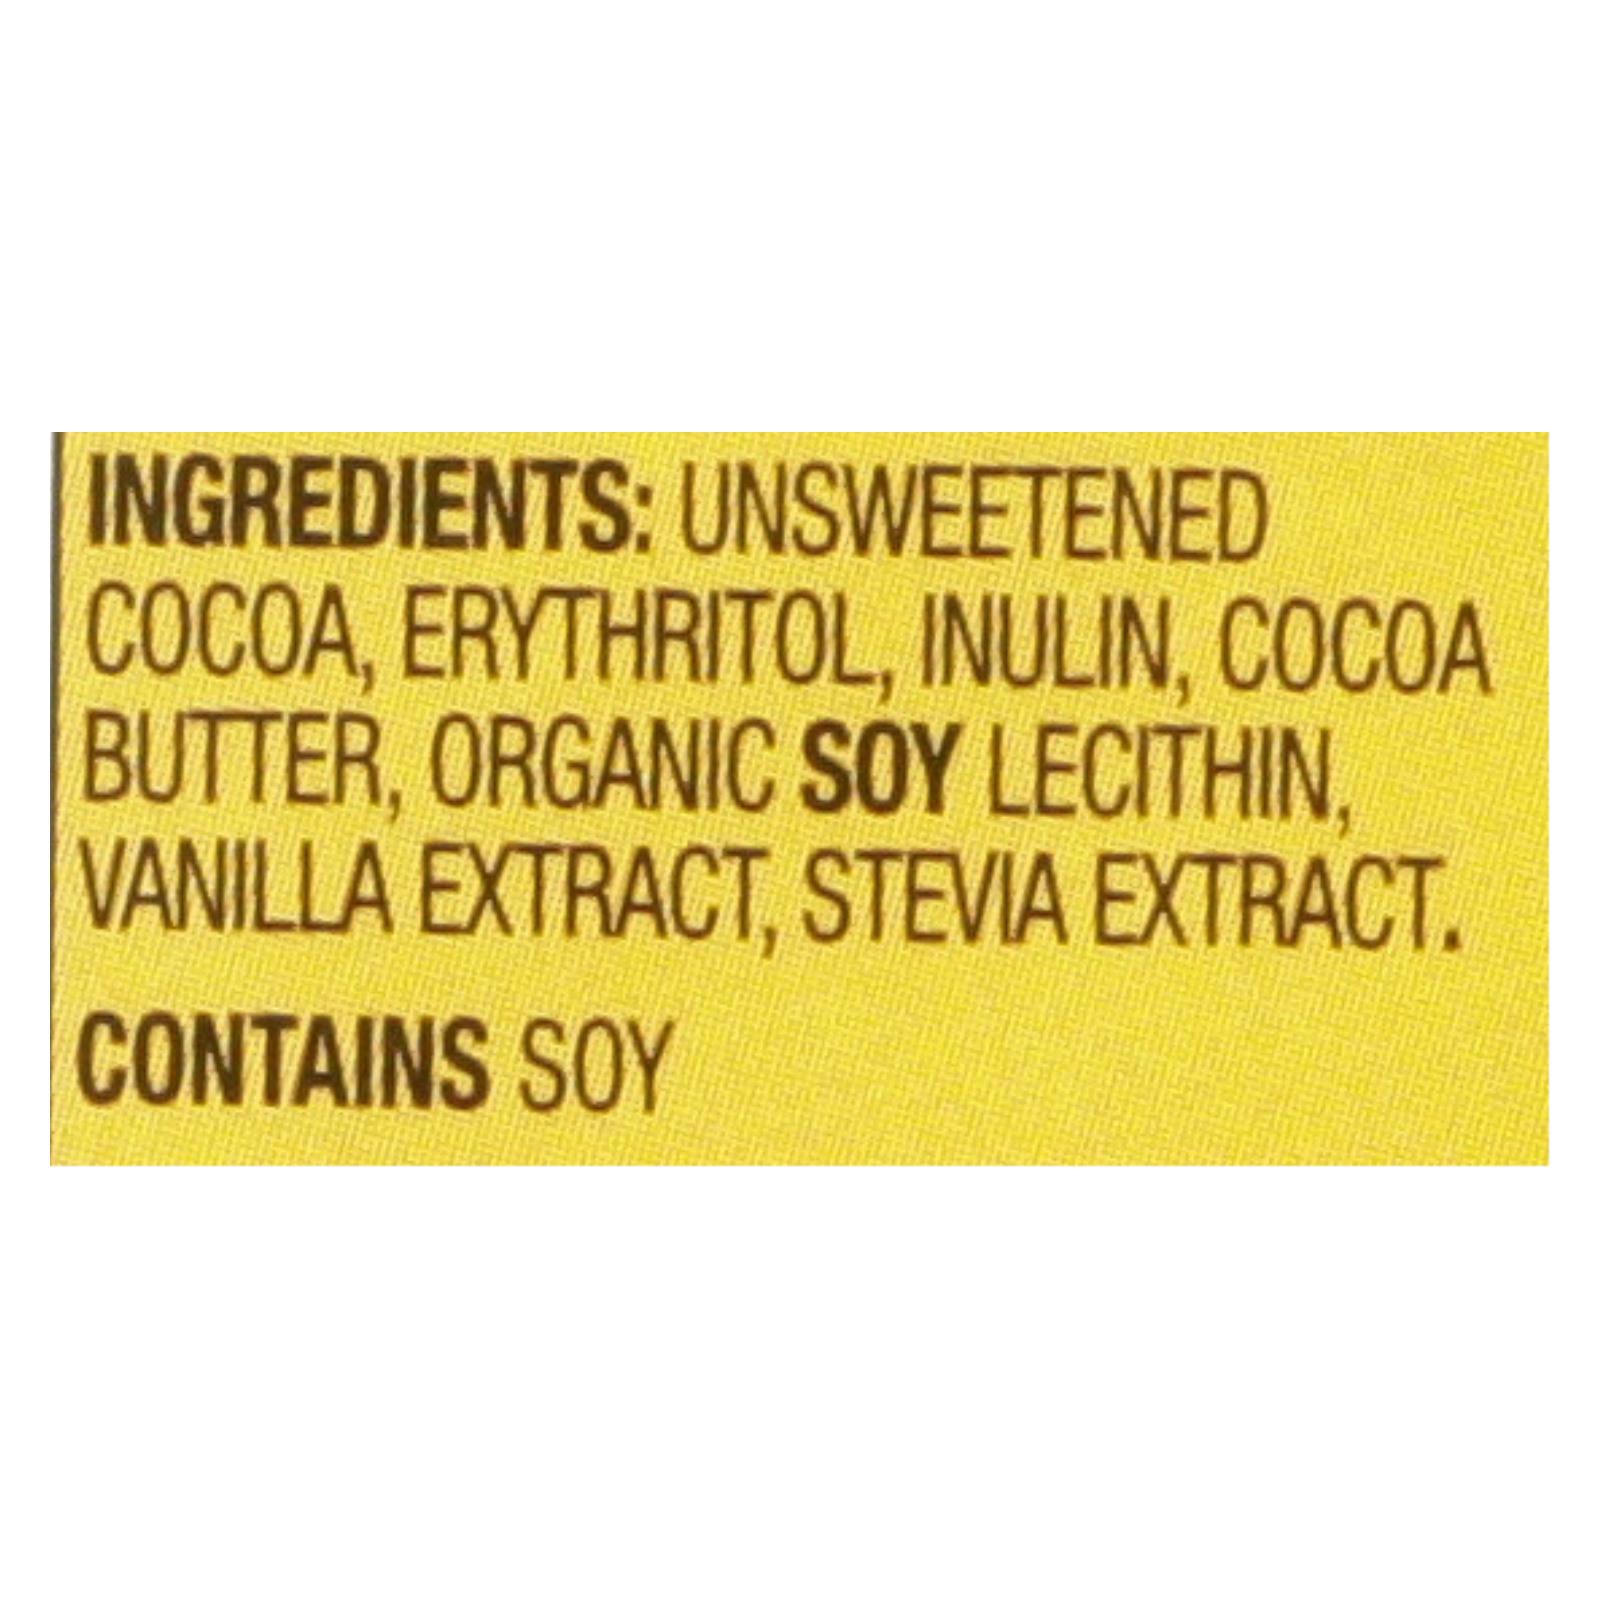 INGREDIENTS: UNSWEETENED
COCOA, ERYTHRITOL, INULIN, COCOA
BUTTER, ORGANIC SOY LECITHIN,
VANILLA EXTRACT, STEVIA EXTRACT.
CONTAINS SOY